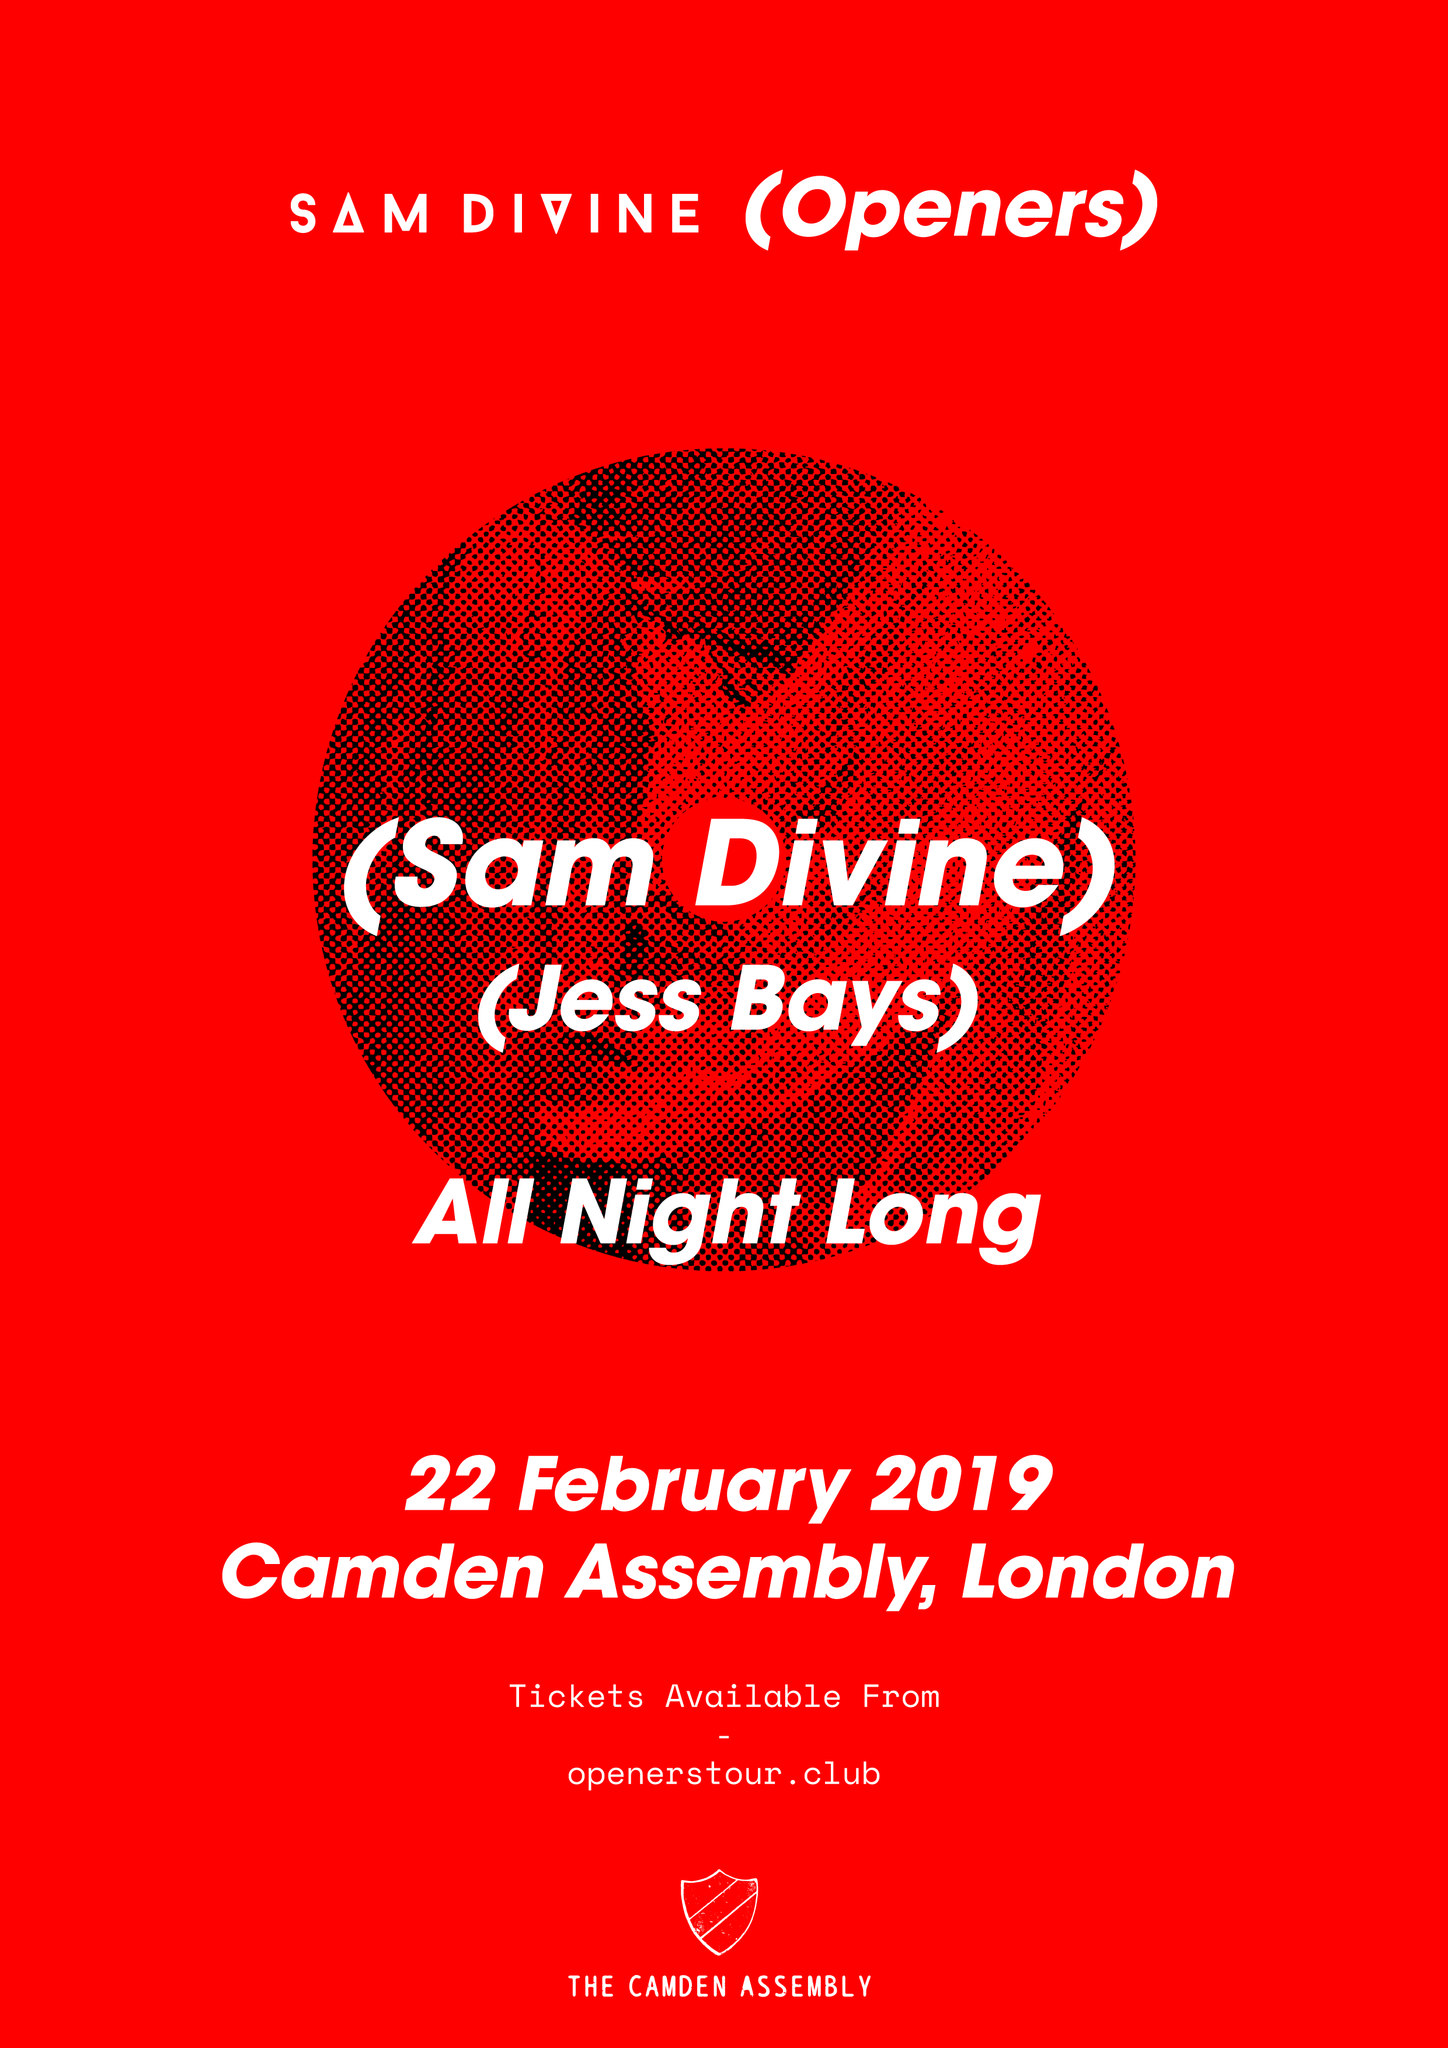 SAM DIVINE (Openers)
(Sam Divine)
(Jess Bays)
All Night Long
22 February 2019
Camden Assembly, London
Tickets Available From
-
openerstour.club
THE CAMDEN ASSEMBLY